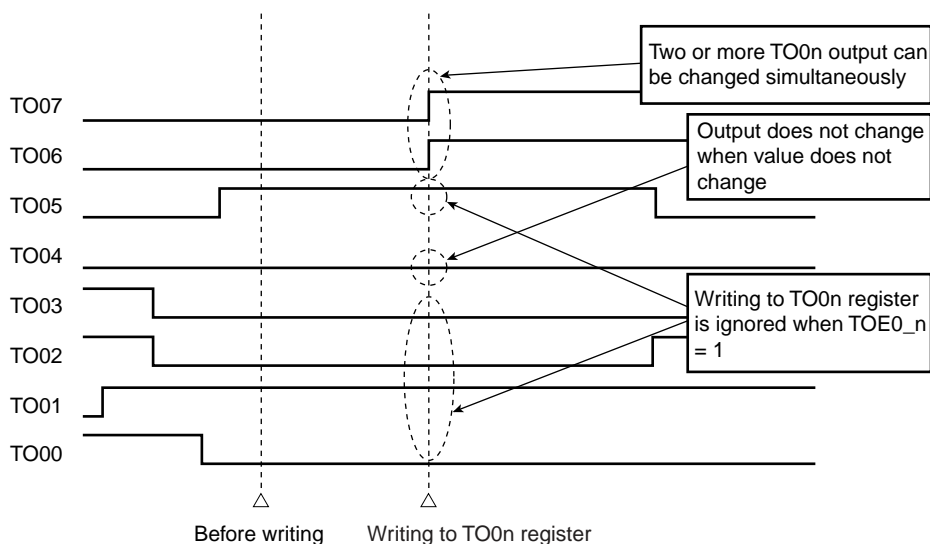 Two or more TO0n output can
be changed simultaneously
TO07
Output does not change
when value does not
change
TO06
TO05
TO04
TO03
Writing to TO0n register
is ignored when TOE0_n
= 1
TO02
TO01
TO00
Before writing
Writing to TO0n register